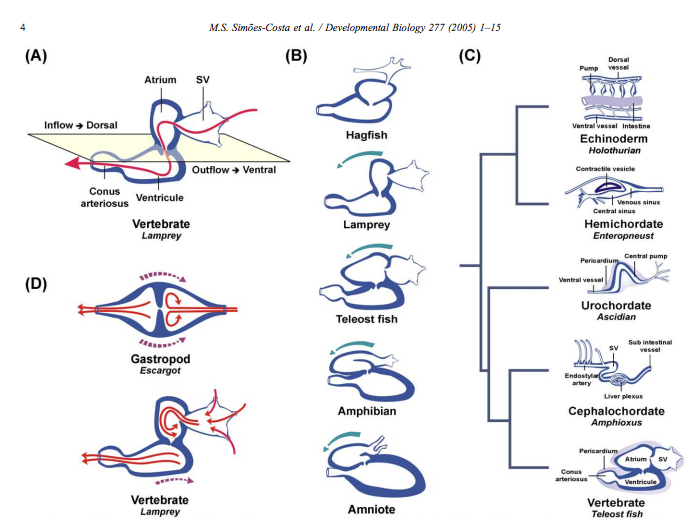 4
M.S. Simões-Costa et al. / Developmental Biology 277 (2005) 1–15
(A)
Atrium
SV
Inflow → Dorsal
Outflow → Ventral
Conus
arteriosus
Ventricule
Vertebrate
Lamprey
(D)
Gastropod
Escargot
Vertebrate
Lamprey
(B)
Hagfish
Lamprey
Teleost fish
Amphibian
Amniote
(C)
Pump
Dorsal
vessel
Ventral vessel
Intestine
Echinoderm
Holothurian
Contractile vesicle
Venous sinus
Central sinus
Hemichordate
Enteropneust
Pericardium
Central pump
Ventral vessel
Urochordate
Ascidian
SV
Sub intestinal
vessel
Endostylar
artery
Liver plexus
Cephalochordate
Amphioxus
Pericardium
Atrium
SV
Conus
arteriosus
Ventricule
Vertebrate
Teleost fish